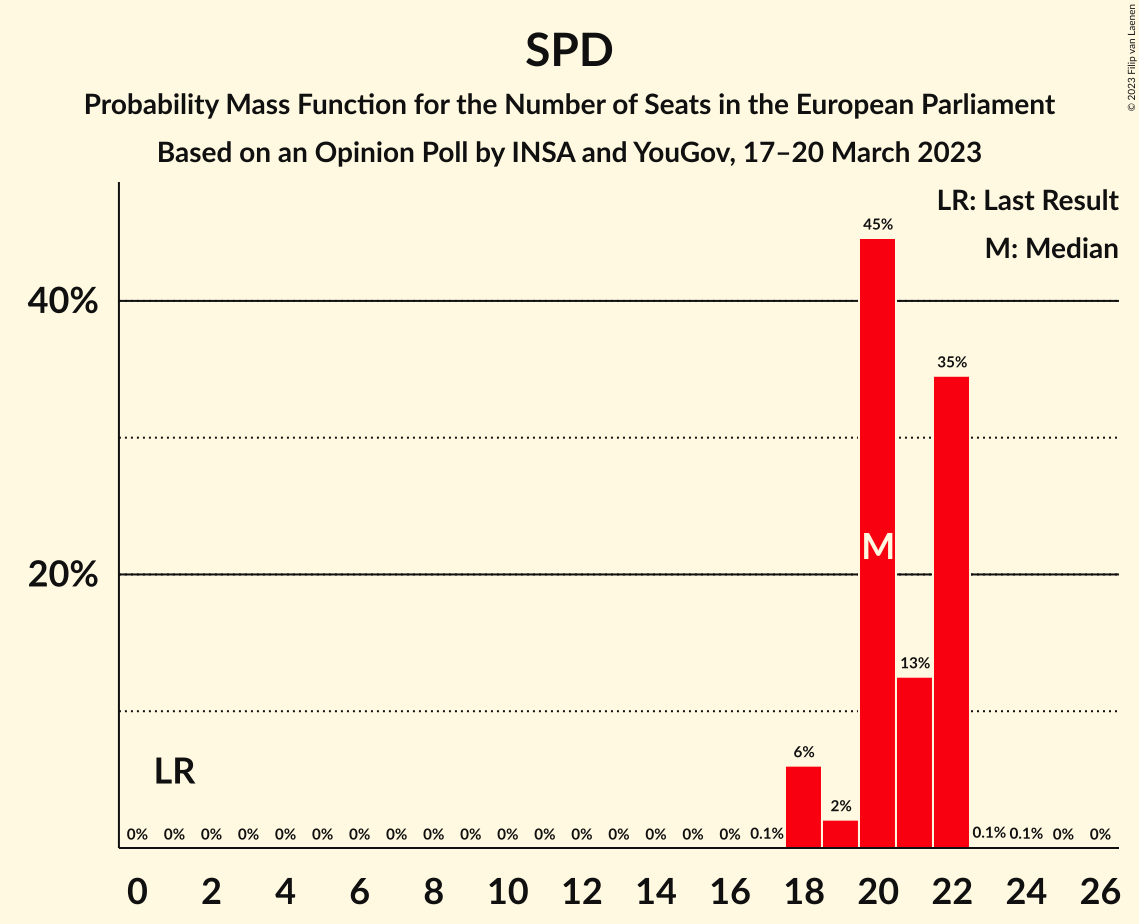 SPD
Probability Mass Function for the Number of Seats in the European Parliament
Based on an Opinion Poll by INSA and YouGov, 17–20 March 2023
© 2023 Filip van Laenen
LR: Last Result
M: Median
45%
40%
35%
M
20%
13%
6%
LR
2%
0% 0% 0% 0% 0% 0% 0% 0% 0% 0% 0% 0% 0% 0% 0% 0% 0% 0.1% 0.1% 0.1% 0% 0%
0 2 4 6 8 10 12 14 16 18 20 22 24 26